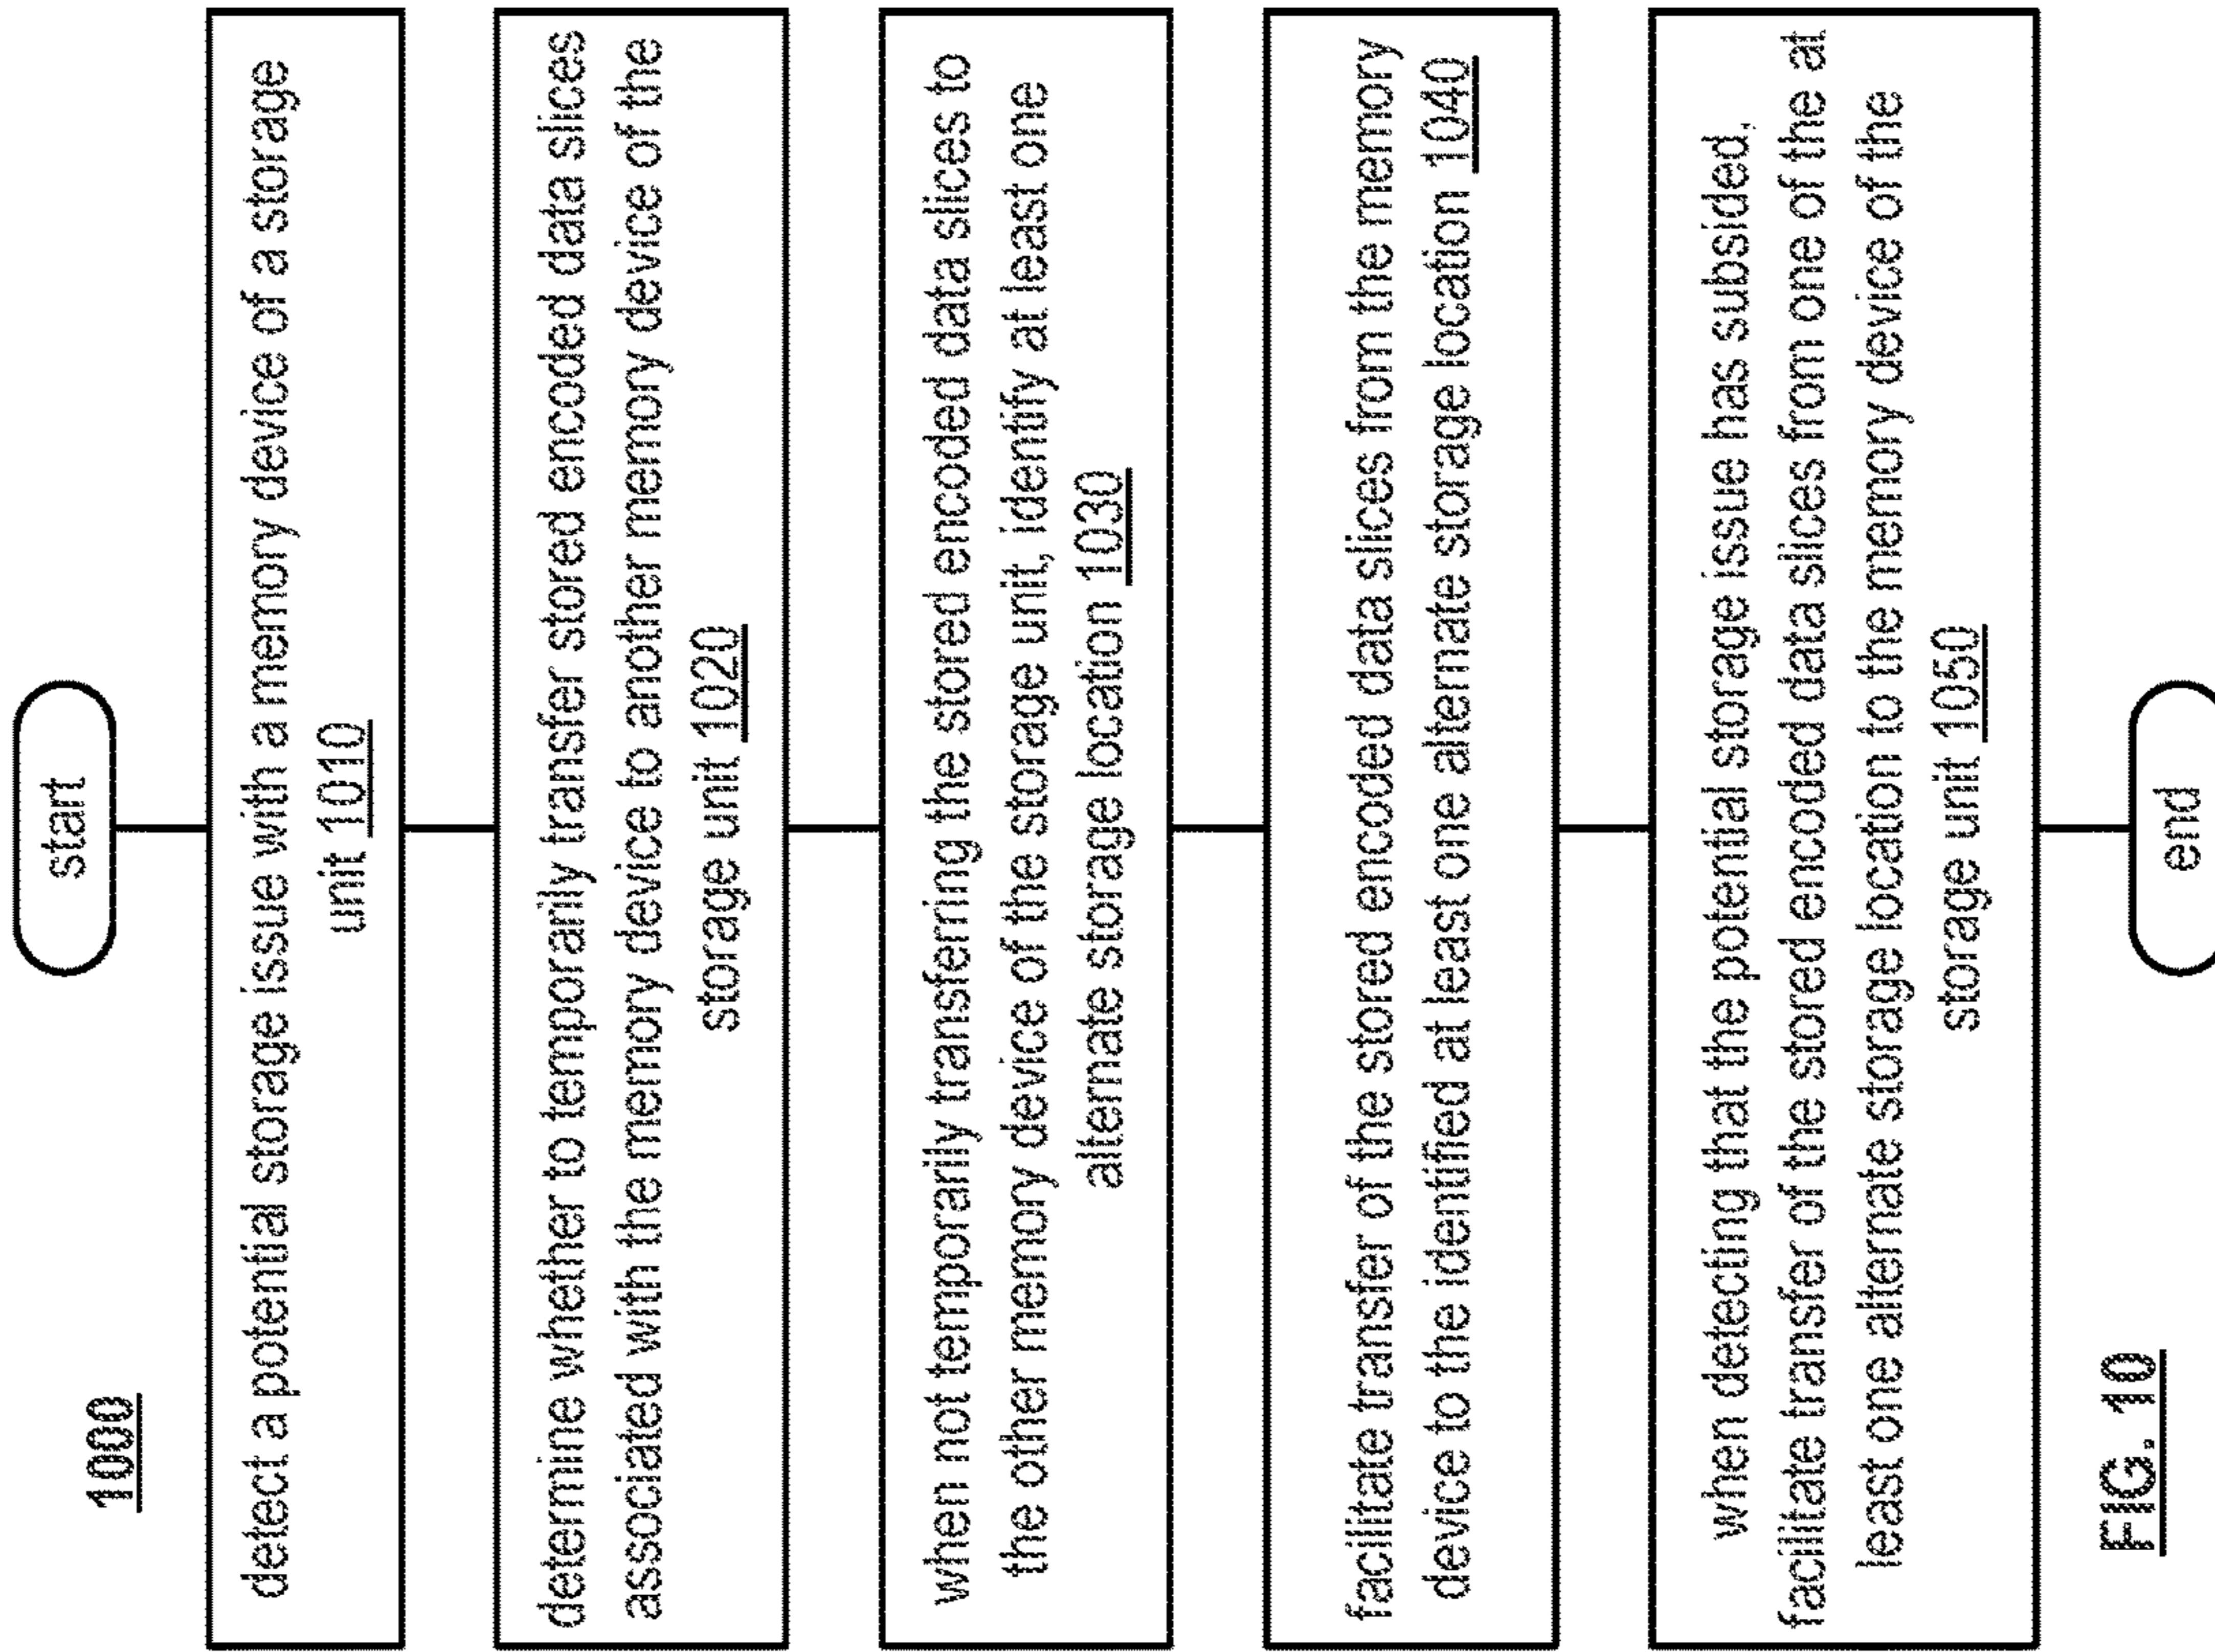 1000
start
detect a potential storage issue with a memory device of a storage
unit 1010
determine whether to temporarily transfer stored encoded data slices
associated with the memory device to another memory device of the
storage unit 1020
when not temporarily transferring the stored encoded data slices to
the other memory device of the storage unit, identify at least one
alternate storage location 1030
facilitate transfer of the stored encoded data slices from the memory
device to the identified at least one alternate storage location 1040
when detecting that the potential storage issue has subsided,
facilitate transfer of the stored encoded data slices from one of the at
least one alternate storage location to the memory device of the
storage unit 1050
end
FIG. 10